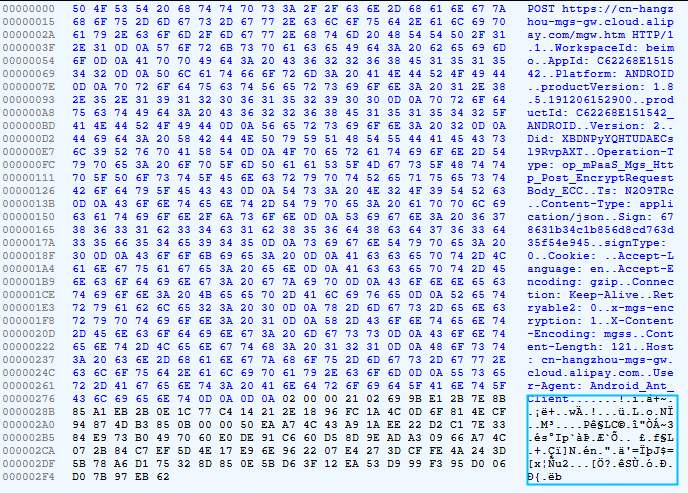 00000000 50 4F 53 54 20 68 74 74 70 73 3A 2F 2F 63 6E 2D 68 61 6E 67 7A POST https://cn-hangz
00000015 68 6F 75 2D 6D 67 73 2D 67 77 2E 63 6C 6F 75 64 2E 61 6C 69 70 hou-mgs-gw.cloud.alip
0000002A 61 79 2E 63 6F 6D 2F 6D 67 77 2E 68 74 6D 20 48 54 54 50 2F 31 ay.com/mgw.htm HTTP/1
0000003F 2E 31 0D 0A 57 6F 72 6B 73 70 61 63 65 49 64 3A 20 62 65 69 6D .1..WorkspaceId: beim
00000054 6F 0D 0A 41 70 70 49 64 3A 20 43 36 32 32 36 38 45 31 35 31 35 o..AppId: C62268E1515
00000069 34 32 0D 0A 50 6C 61 74 66 6F 72 6D 3A 20 41 4E 44 52 4F 49 44 42..Platform: ANDROID
0000007E 0D 0A 70 72 6F 64 75 63 74 56 65 72 73 69 6F 6E 3A 20 31 2E 38 ..productVersion: 1.8
00000093 2E 35 2E 31 39 31 32 30 36 31 35 32 39 30 30 0D 0A 70 72 6F 64 .5.191206152900..prod
000000A8 75 63 74 49 64 3A 20 43 36 32 32 36 38 45 31 35 31 35 34 32 5F uctId: C62268E151542_
000000BD 41 4E 44 52 4F 49 44 0D 0A 56 65 72 73 69 6F 6E 3A 20 32 0D 0A ANDROID..Version: 2..
000000D2 44 69 64 3A 20 58 42 44 4E 50 79 59 51 48 54 55 44 41 45 43 73 Did: XBDNPyYQHTUDAECs
000000E7 6C 39 52 76 70 41 58 54 0D 0A 4F 70 65 72 61 74 69 6F 6E 2D 54 l9RvpAXT..Operation-T
000000FC 79 70 65 3A 20 6F 70 5F 6D 50 61 61 53 5F 4D 67 73 5F 48 74 74 ype: op_mPaaS_Mgs_Htt
00000111 70 5F 50 6F 73 74 5F 45 6E 63 72 79 70 74 52 65 71 75 65 73 74 p_Post_EncryptRequest
00000126 42 6F 64 79 5F 45 43 43 0D 0A 54 73 3A 20 4E 32 4F 39 54 52 63 Body_ECC..Ts: N2O9TRc
0000013B 0D 0A 43 6F 6E 74 65 6E 74 2D 54 79 70 65 3A 20 61 70 70 6C 69 ..Content-Type: appli
00000150 63 61 74 69 6F 6E 2F 6A 73 6F 6E 0D 0A 53 69 67 6E 3A 20 36 37 cation/json..Sign: 67
00000165 38 36 33 31 62 33 34 63 31 62 38 35 36 64 38 63 64 37 36 33 64 8631b34c1b856d8cd763d
0000017A 33 35 66 35 34 65 39 34 35 0D 0A 73 69 67 6E 54 79 70 65 3A 20 35f54e945..signType: 
0000018F 30 0D 0A 43 6F 6F 6B 69 65 3A 20 0D 0A 41 63 63 65 70 74 2D 4C 0..Cookie: ..Accept-L
000001A4 61 6E 67 75 61 67 65 3A 20 65 6E 0D 0A 41 63 63 65 70 74 2D 45 anguage: en..Accept-E
000001B9 6E 63 6F 64 69 6E 67 3A 20 67 7A 69 70 0D 0A 43 6F 6E 6E 65 63 ncoding: gzip..Connec
000001CE 74 69 6F 6E 3A 20 4B 65 65 70 2D 41 6C 69 76 65 0D 0A 52 65 74 tion: Keep-Alive..Ret
000001E3 72 79 61 62 6C 65 32 3A 20 30 0D 0A 78 2D 6D 67 73 2D 65 6E 63 ryable2: 0..x-mgs-enc
000001F8 72 79 70 74 69 6F 6E 3A 20 31 0D 0A 58 2D 43 6F 6E 74 65 6E 74 ryption: 1..X-Content
0000020D 2D 45 6E 63 6F 64 69 6E 67 3A 20 6D 67 73 73 0D 0A 43 6F 6E 74 -Encoding: mgss..Cont
00000222 65 6E 74 2D 4C 65 6E 67 74 68 3A 20 31 32 31 0D 0A 48 6F 73 74 ent-Length: 121..Host
00000237 3A 20 63 6E 2D 68 61 6E 67 7A 68 6F 75 2D 6D 67 73 2D 67 77 2E : cn-hangzhou-mgs-gw.
0000024C 63 6C 6F 75 64 2E 61 6C 69 70 61 79 2E 63 6F 6D 0D 0A 55 73 65 cloud.alipay.com..Use
00000261 72 2D 41 67 65 6E 74 3A 20 41 6E 64 72 6F 69 64 5F 41 6E 74 5F r-Agent: Android_Ant_
00000276 43 6C 69 65 6E 74 0D 0A 0D 0A 02 00 00 21 02 69 9B E1 2B 7E 8B Client.......!.i.á+~.
0000028B 85 A1 EB 2B 0E 1C 77 C4 14 21 2E 18 96 FC 1A 4C 0D 6F 81 4E CF .¡ë+..wÄ.!...ü.L.o.NÏ
000002A0 94 87 4D B3 85 0B 00 00 50 EA A7 4C 43 A9 1A EE 22 D2 C1 7E 33 .
000002B5 84 E9 73 B0 49 70 60 E0 DE 91 C6 60 D5 8D 9E AD A3 09 66 A7 4C
000002CA 07 2B 84 C7 EF 5D 4E 17 E9 6E 96 22 07 E4 27 3D CF FE 4A 24 3D
000002DF 5B 78 A6 D1 75 32 8D 85 0E 5B D6 3F 12 EA 53 D9 99 F3 95 D0 06
000002F4 D0 7B 97 EB 62 Ð{.ëb